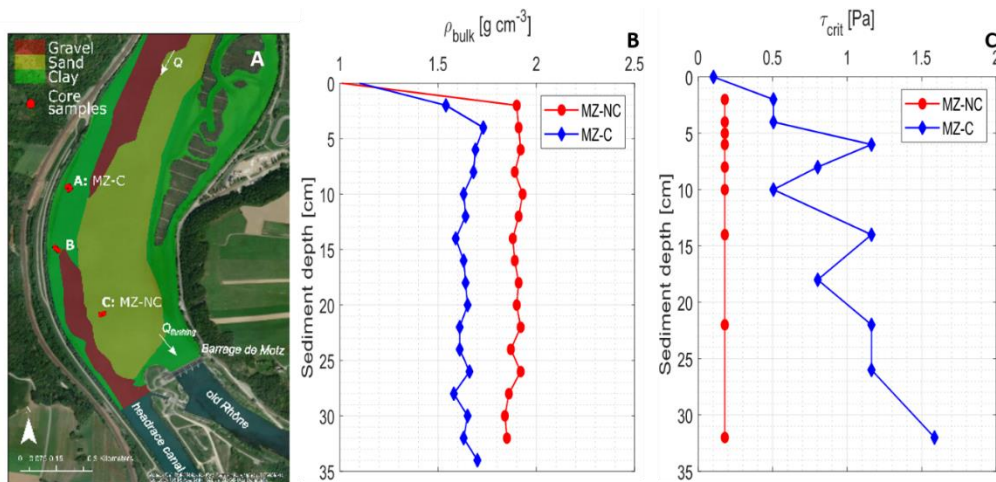 Gravel
Sand
Clay
Core
samples
A
Q
A: MZ-C
B
C: MZ-NC
Qflushing
Barrage de Motz
old Rhône
headrace canal
ρbulk [g cm-3]
B
1
1.5
2
2.5
0
5
10
15
20
25
30
35
Sediment depth [cm]
MZ-NC
MZ-C
τcrit [Pa]
C
0
0.5
1
1.5
2
0
5
10
15
20
25
30
35
Sediment depth [cm]
MZ-NC
MZ-C